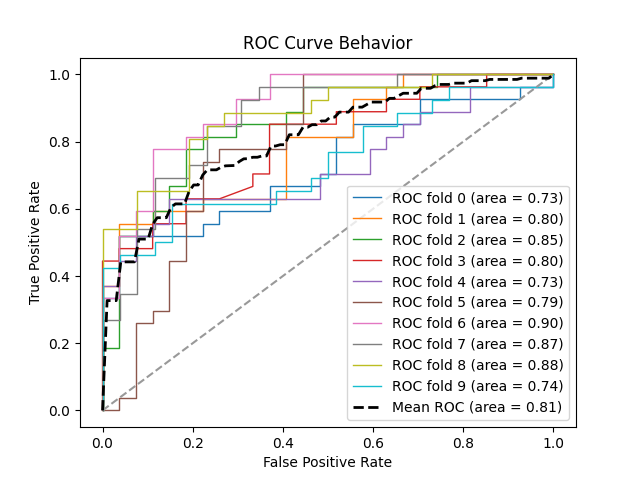 ROC Curve Behavior
True Positive Rate
1.0
0.8
0.6
0.4
0.2
0.0
ROC fold 0 (area = 0.73)
ROC fold 1 (area = 0.80)
ROC fold 2 (area = 0.85)
ROC fold 3 (area = 0.80)
ROC fold 4 (area = 0.73)
ROC fold 5 (area = 0.79)
ROC fold 6 (area = 0.90)
ROC fold 7 (area = 0.87)
ROC fold 8 (area = 0.88)
ROC fold 9 (area = 0.74)
Mean ROC (area = 0.81)
0.0 0.2 0.4 0.6 0.8 1.0
False Positive Rate